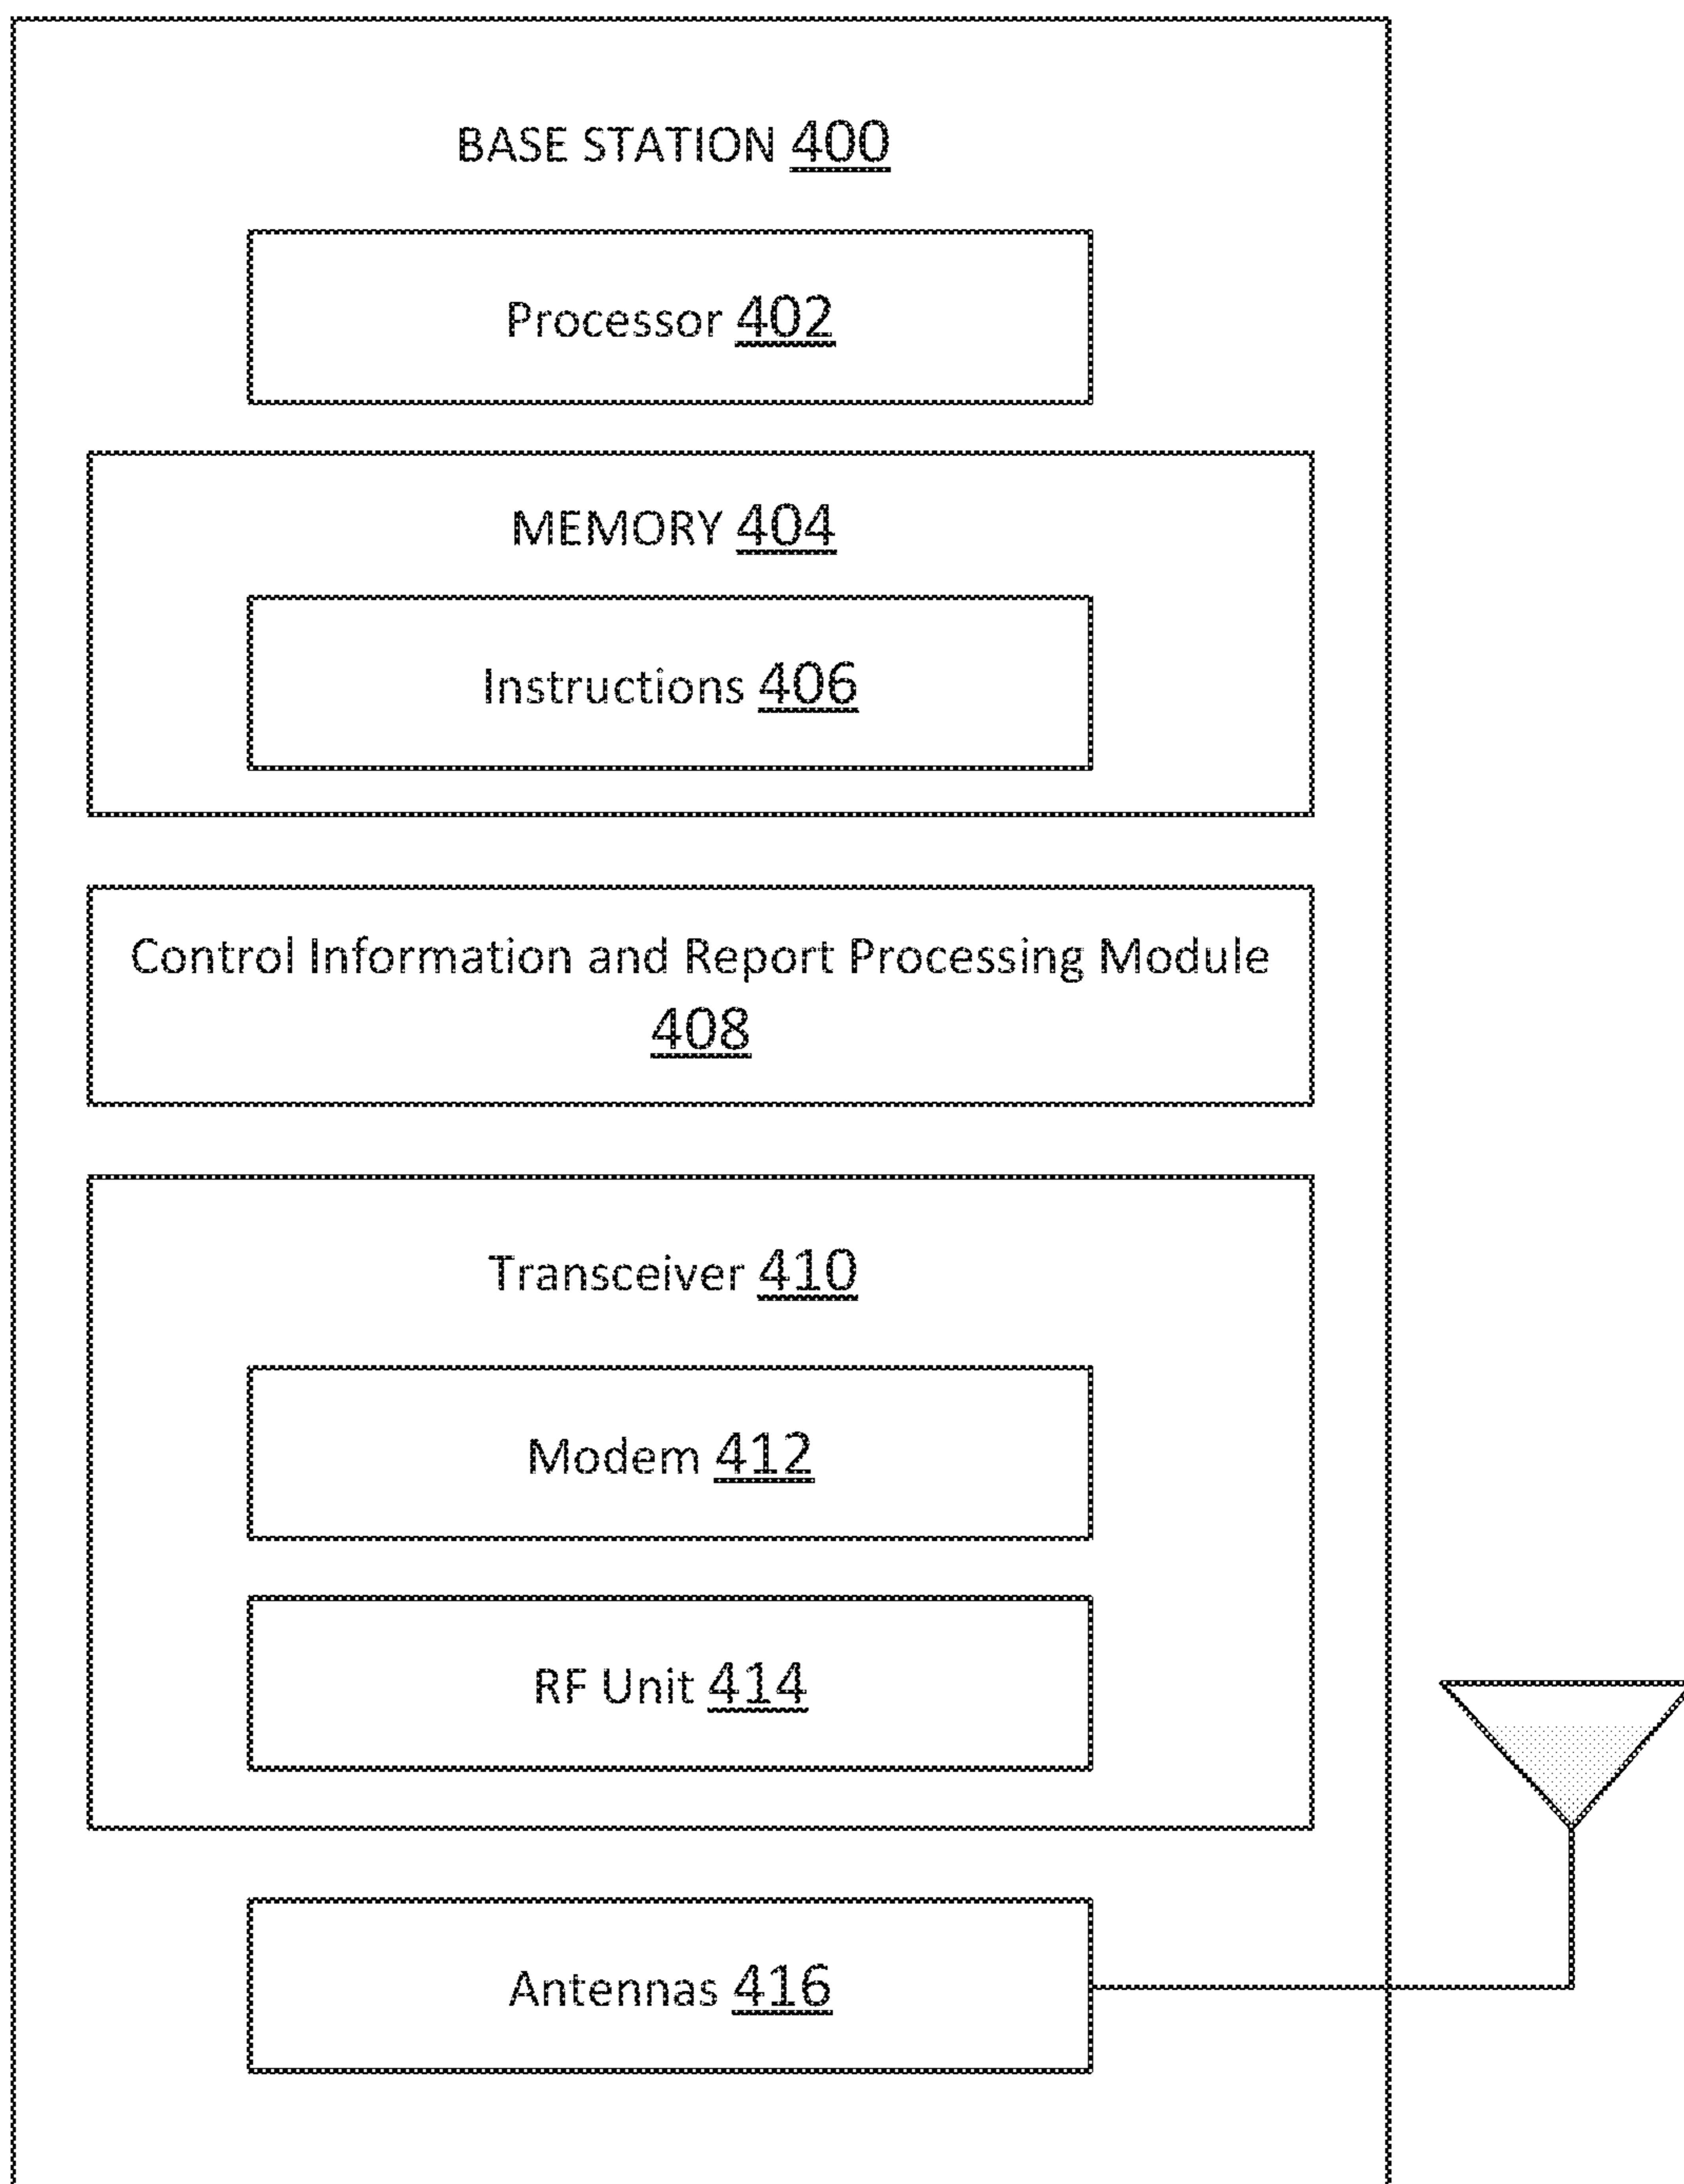 BASE STATION 400
Processor 402
MEMORY 404
Instructions 406
Control Information and Report Processing Module
408
Transceiver 410
Modem 412
RF Unit 414
Antennas 416